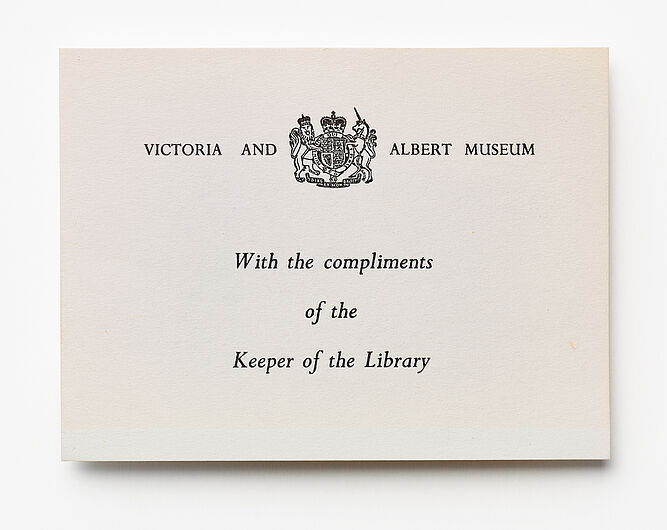 VICTORIA AND ALBERT MUSEUM
With the compliments
of the
Keeper of the Library